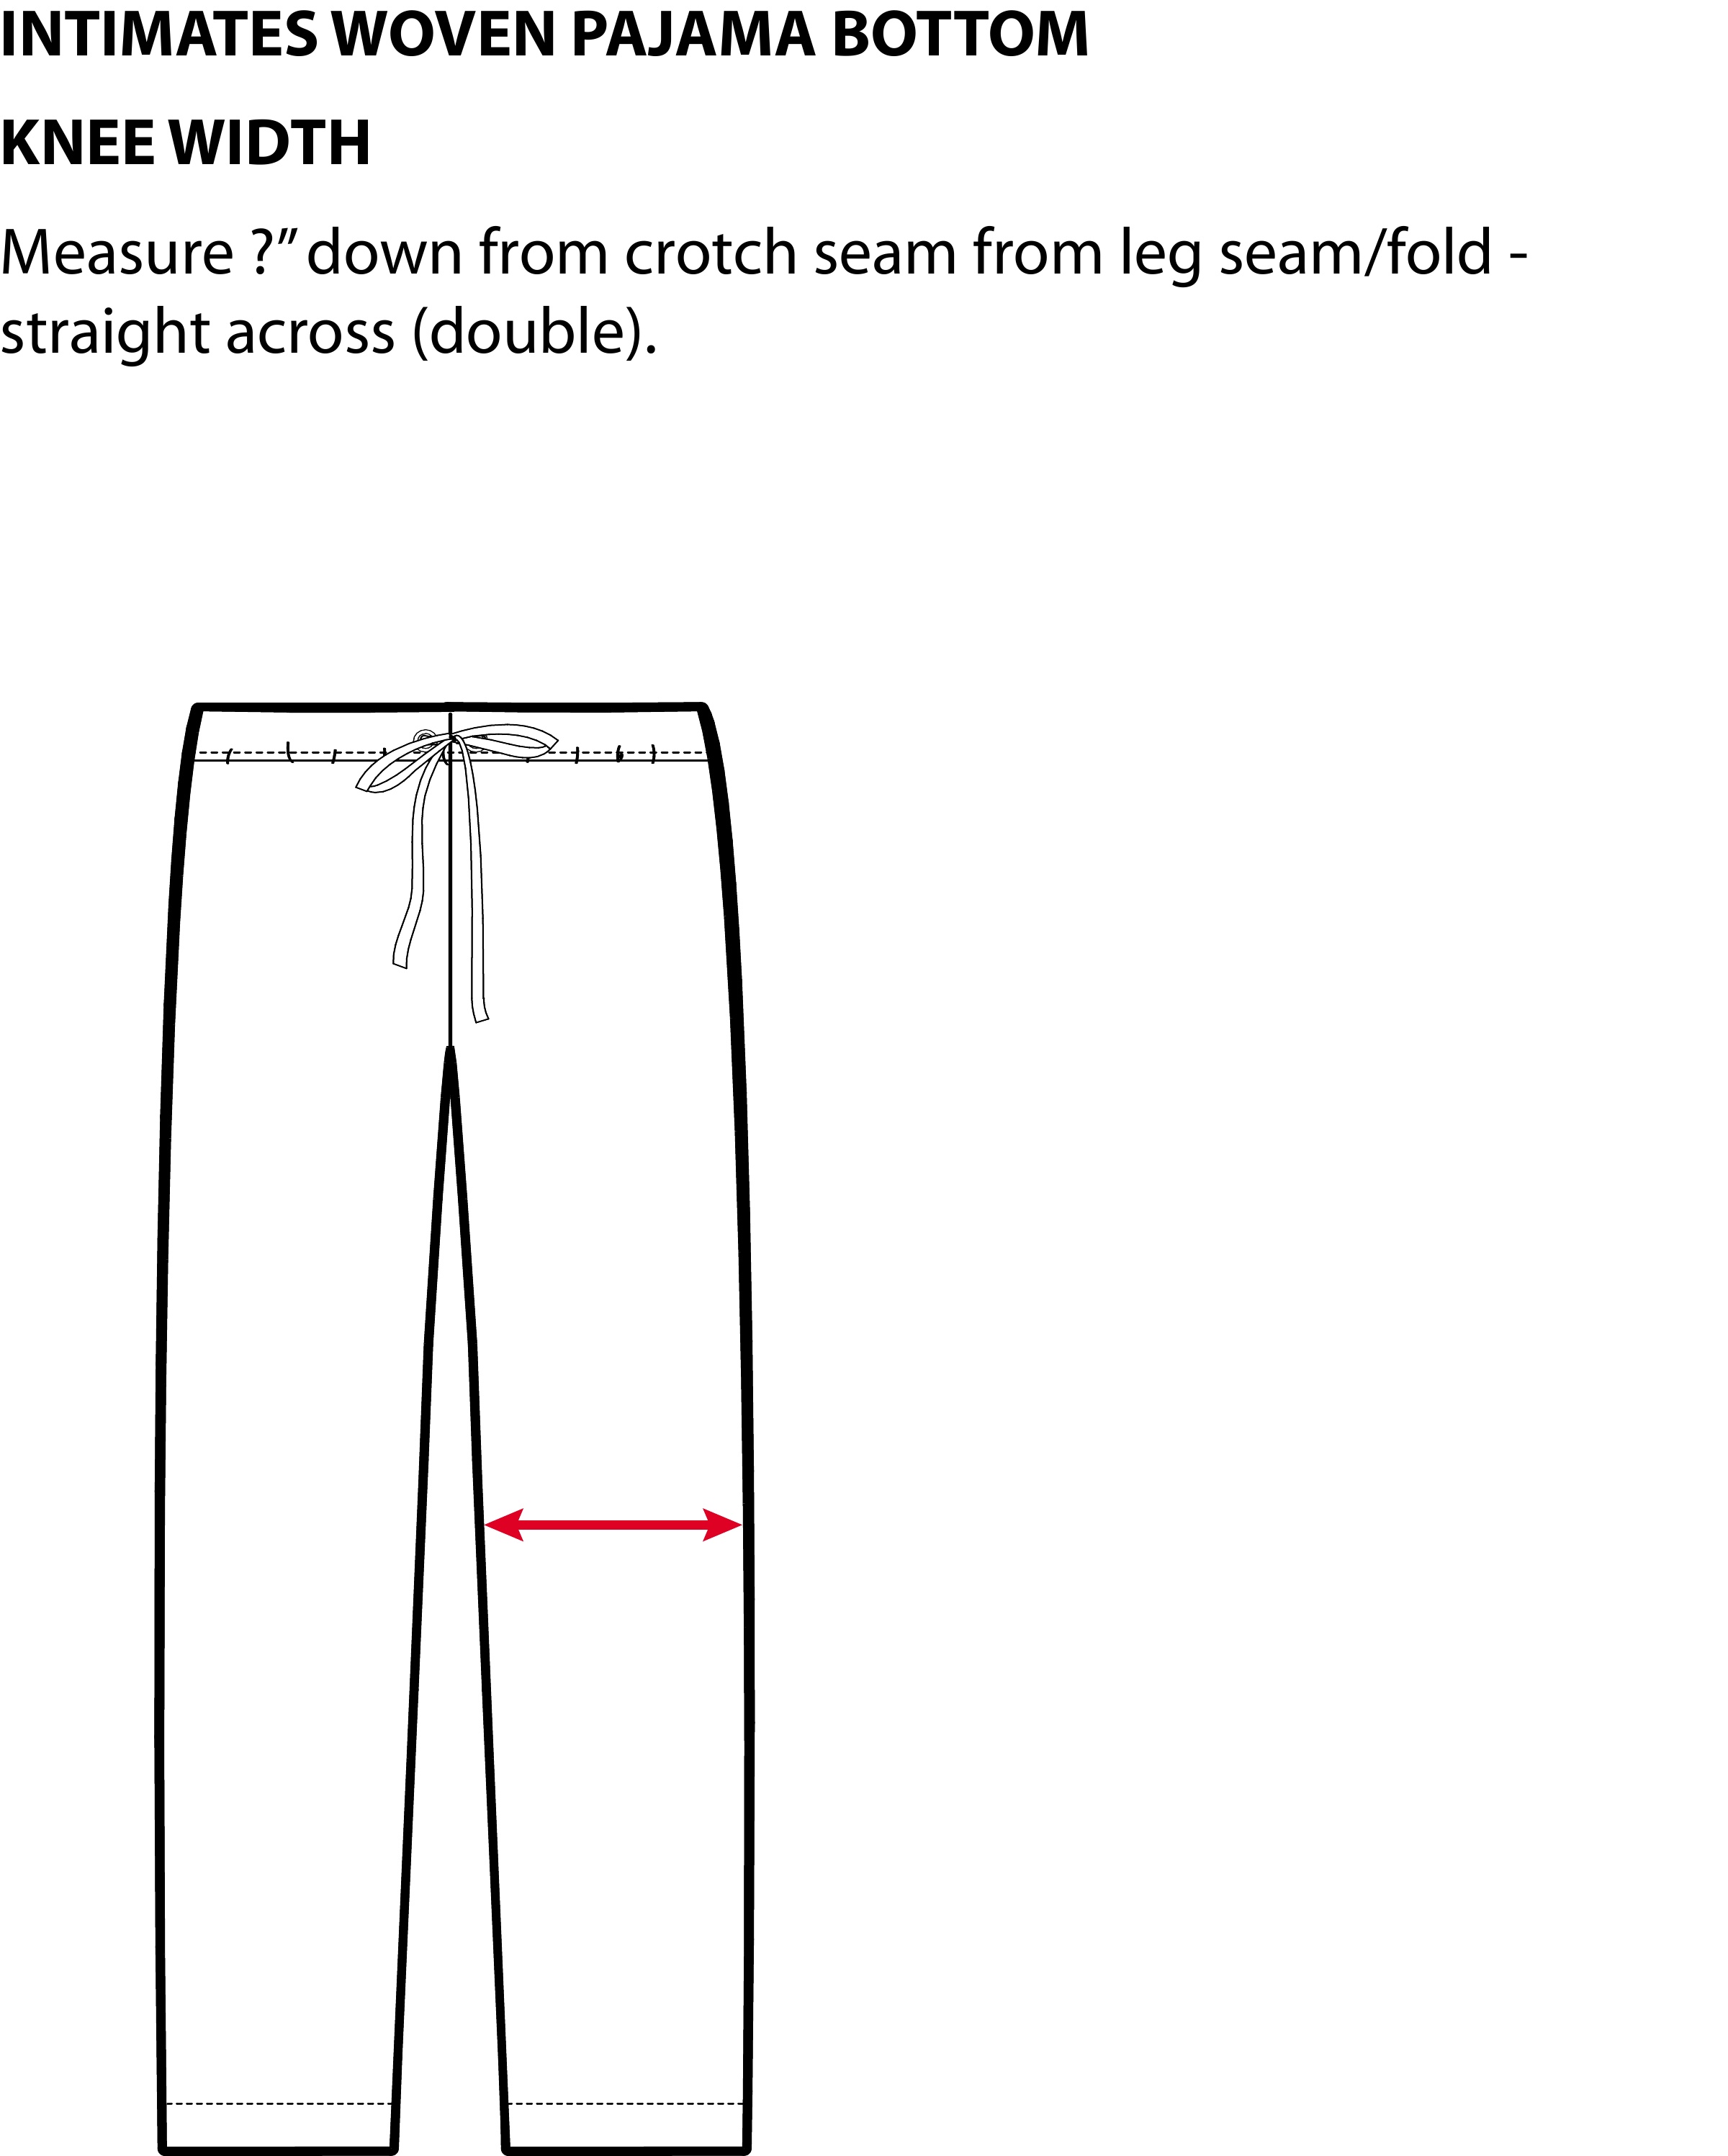 INTIMATES WOVEN PAJAMA BOTTOM
KNEE WIDTH
Measure ?” down from crotch seam from leg seam/fold -
straight across (double).